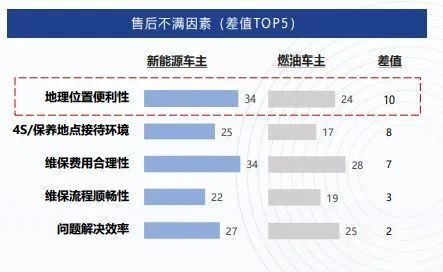 售后不满因素（差值TOP5）
新能源车主 燃油车主 差值
地理位置便利性 34 24 10
4S/保养地点接待环境 25 17 8
维保费用合理性 34 28 7
维保流程顺畅性 22 19 3
问题解决效率 27 25 2